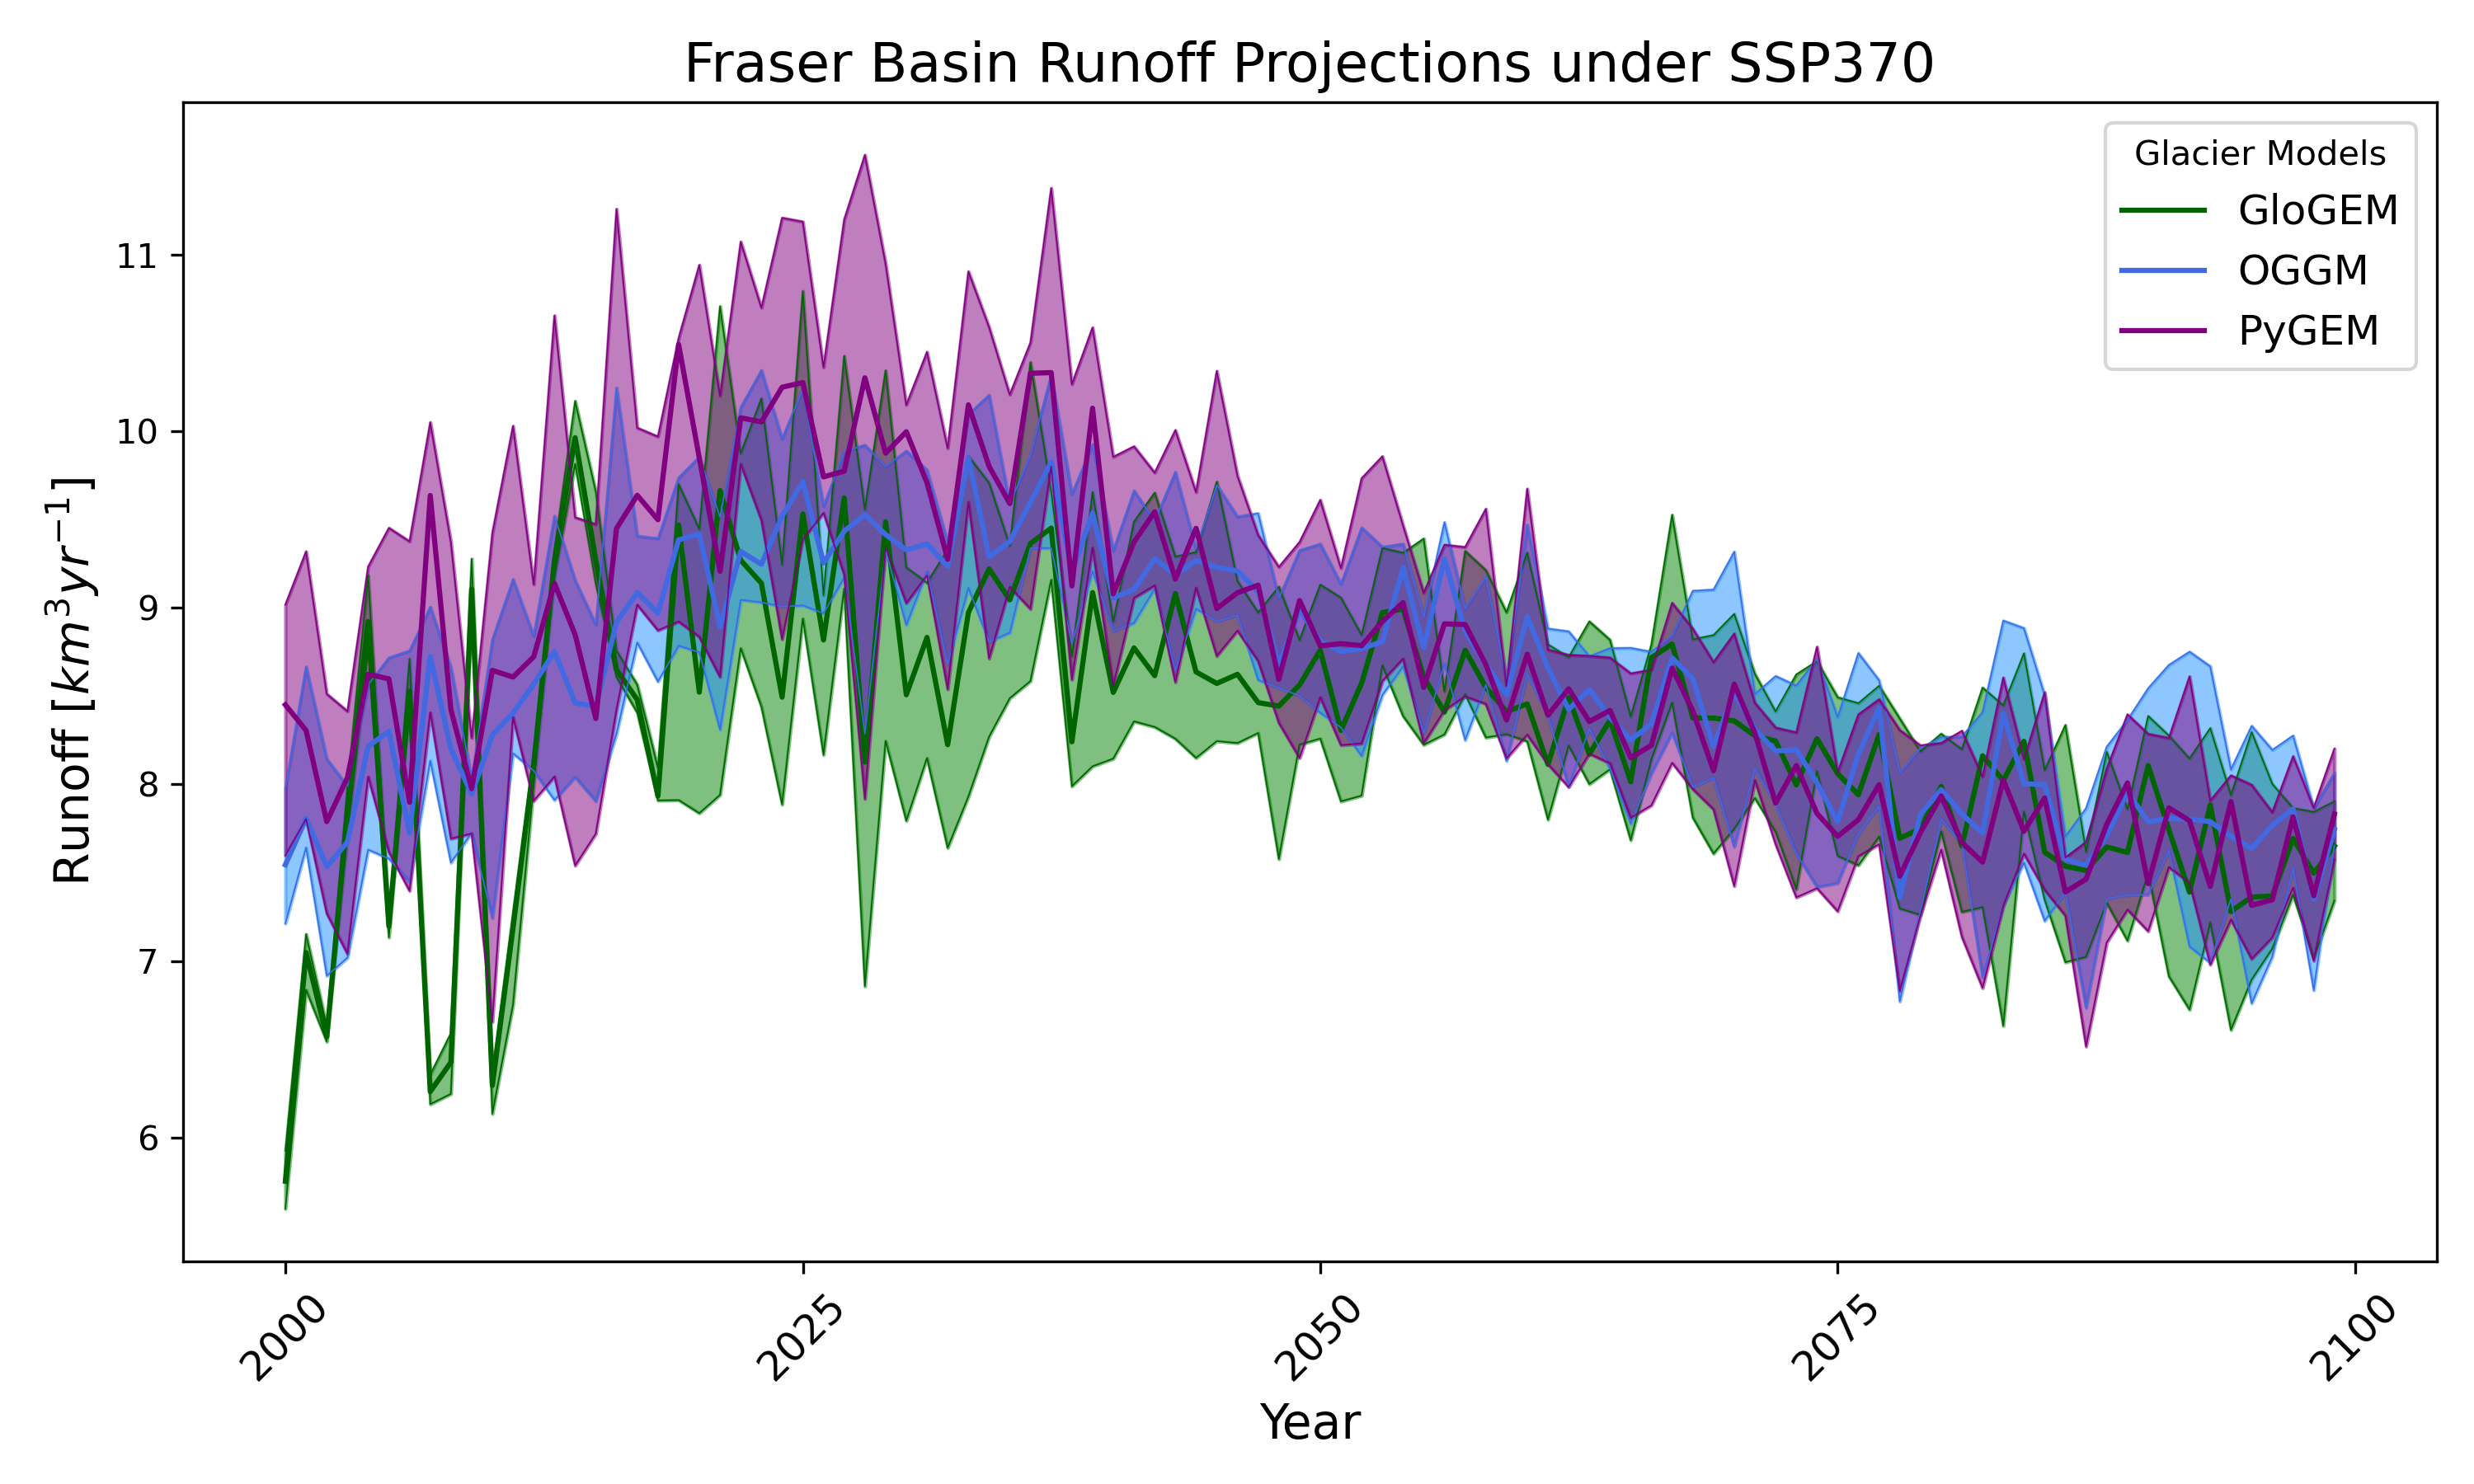 Fraser Basin Runoff Projections under SSP370
Glacier Models
GloGEM
OGGM
PyGEM
Runoff [km³yr⁻¹]
11
10
9
8
7
6
2000
2025
2050
2075
2100
Year